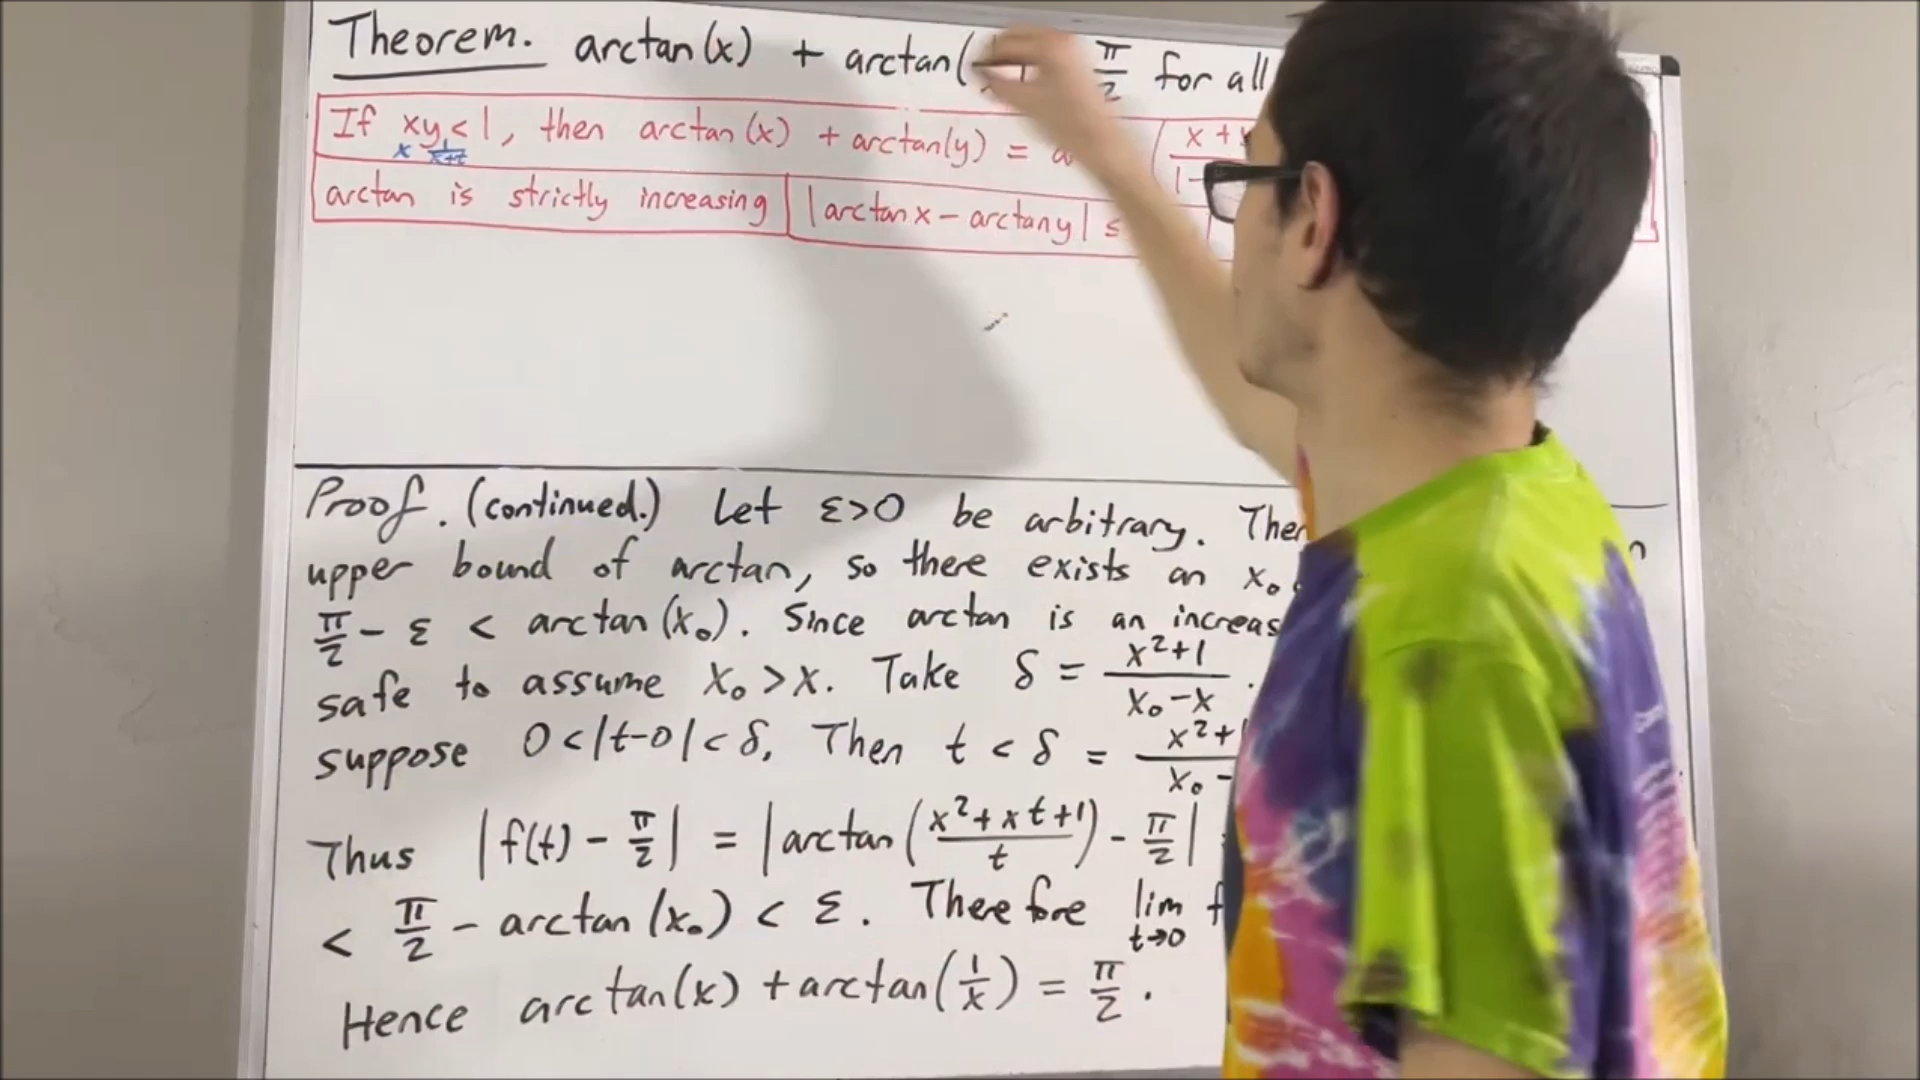 Theorem. arctan(x) + arctan( π/2 for all
If xy < 1, then arctan(x) + arctan(y) = a ( x +
x 1/(x+t) 1 -
arctan is strictly increasing |arctan x - arctan y| ≤
Proof. (continued.) Let ε>0 be arbitrary.
upper bound of arctan, so there exists an x₀
π/2 - ε < arctan(x₀). Since arctan is an
safe to assume x₀ > x. Take δ = (x²+1)/(x₀-x).
suppose 0 < |t-0| < δ. Then t < δ = x²+ / x₀-
Thus |f(t) - π/2| = |arctan((x²+xt+1)/t) - π/2|
< π/2 - arctan(x₀) < ε. Therefore lim t→0 f
Hence arctan(x) + arctan(1/x) = π/2.